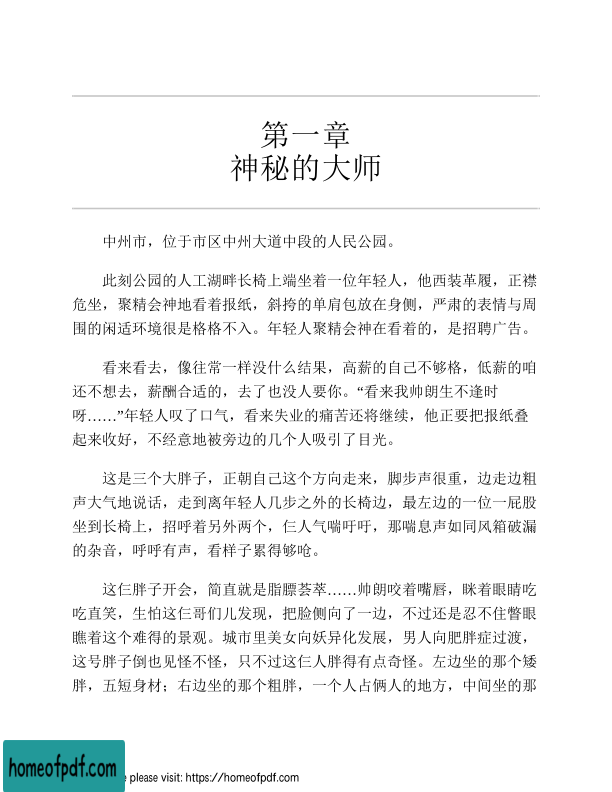 第一章
神秘的大师
中州市，位于市区中州大道中段的人民公园。
此刻公园的人工湖畔长椅上端坐着一位年轻人，他西装革履，正襟
危坐，聚精会神地看着报纸，斜挎的单肩包放在身侧，严肃的表情与周
围的闲适环境很是格格不入。年轻人聚精会神在看着的，是招聘广告。
看来看去，像往常一样没什么结果，高薪的自己不够格，低薪的咱
还不想去，薪酬合适的，去了也没人要你。“看来我帅朗生不逢时
呀……”年轻人叹了口气，看来失业的痛苦还将继续，他正要把报纸叠
起来收好，不经意地被旁边的几个人吸引了目光。
这是三个大胖子，正朝自己这个方向走来，脚步声很重，边走边粗
声大气地说话，走到离年轻人几步之外的长椅边，最左边的一位一屁股
坐到长椅上，招呼着另外两个，仨人气喘吁吁，那喘息声如同风箱破漏
的杂音，呼呼有声，看样子累得够呛。
这仨胖子开会，简直就是脂膘荟萃……帅朗咬着嘴唇，眯着眼睛吃
吃直笑，生怕这仨哥们儿发现，把脸侧向了一边，不过还是忍不住瞥眼
瞧着这个难得的景观。城市里美女向妖异化发展，男人向肥胖症过渡，
这号胖子倒也见怪不怪，只不过这仨人胖得有点奇怪。左边坐的那个矮
胖，五短身材；右边坐的那个粗胖，一个人占俩人的地方，中间坐的那
homeofpdf.com
e please visit: https://homeofpdf.com